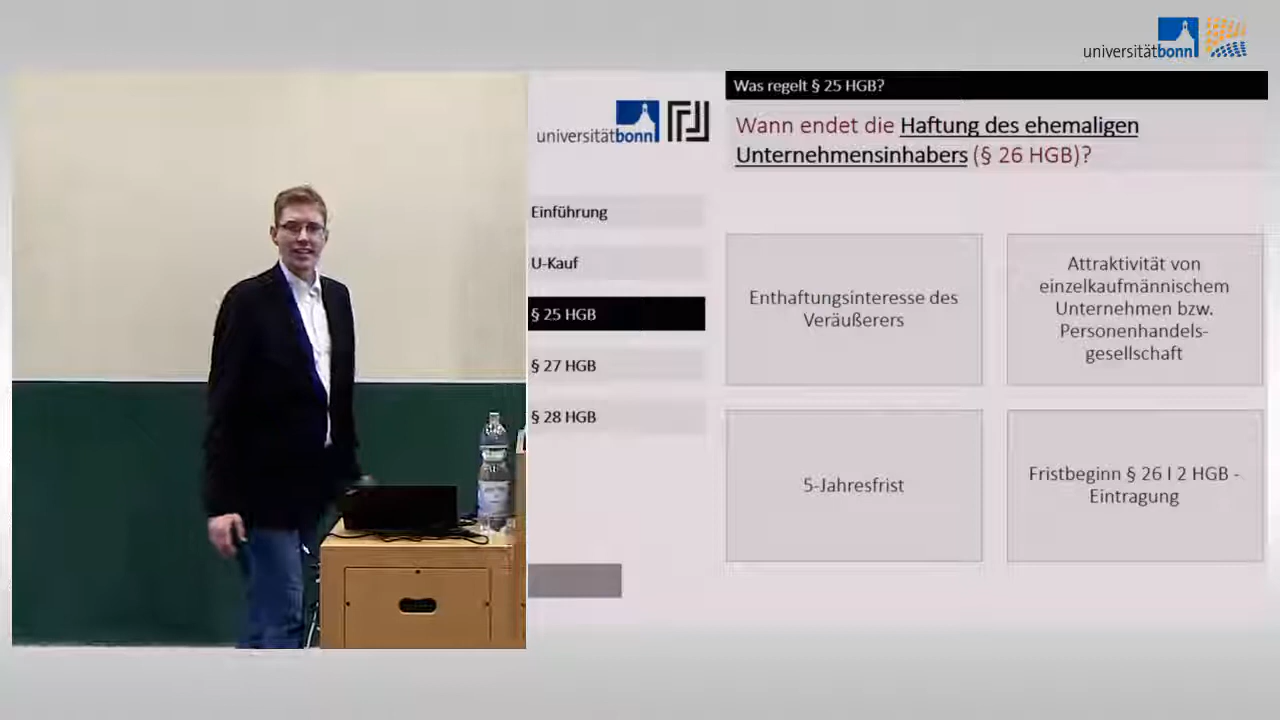 universitätbonn
Was regelt § 25 HGB?
universitätbonn
Wann endet die Haftung des ehemaligen
Unternehmensinhabers (§ 26 HGB)?
Einführung
U-Kauf
§ 25 HGB
§ 27 HGB
§ 28 HGB
Enthaftungsinteresse des
Veräußerers
Attraktivität von
einzelkaufmännischem
Unternehmen bzw.
Personenhandels-
gesellschaft
5-Jahresfrist
Fristbeginn § 26 I 2 HGB -
Eintragung